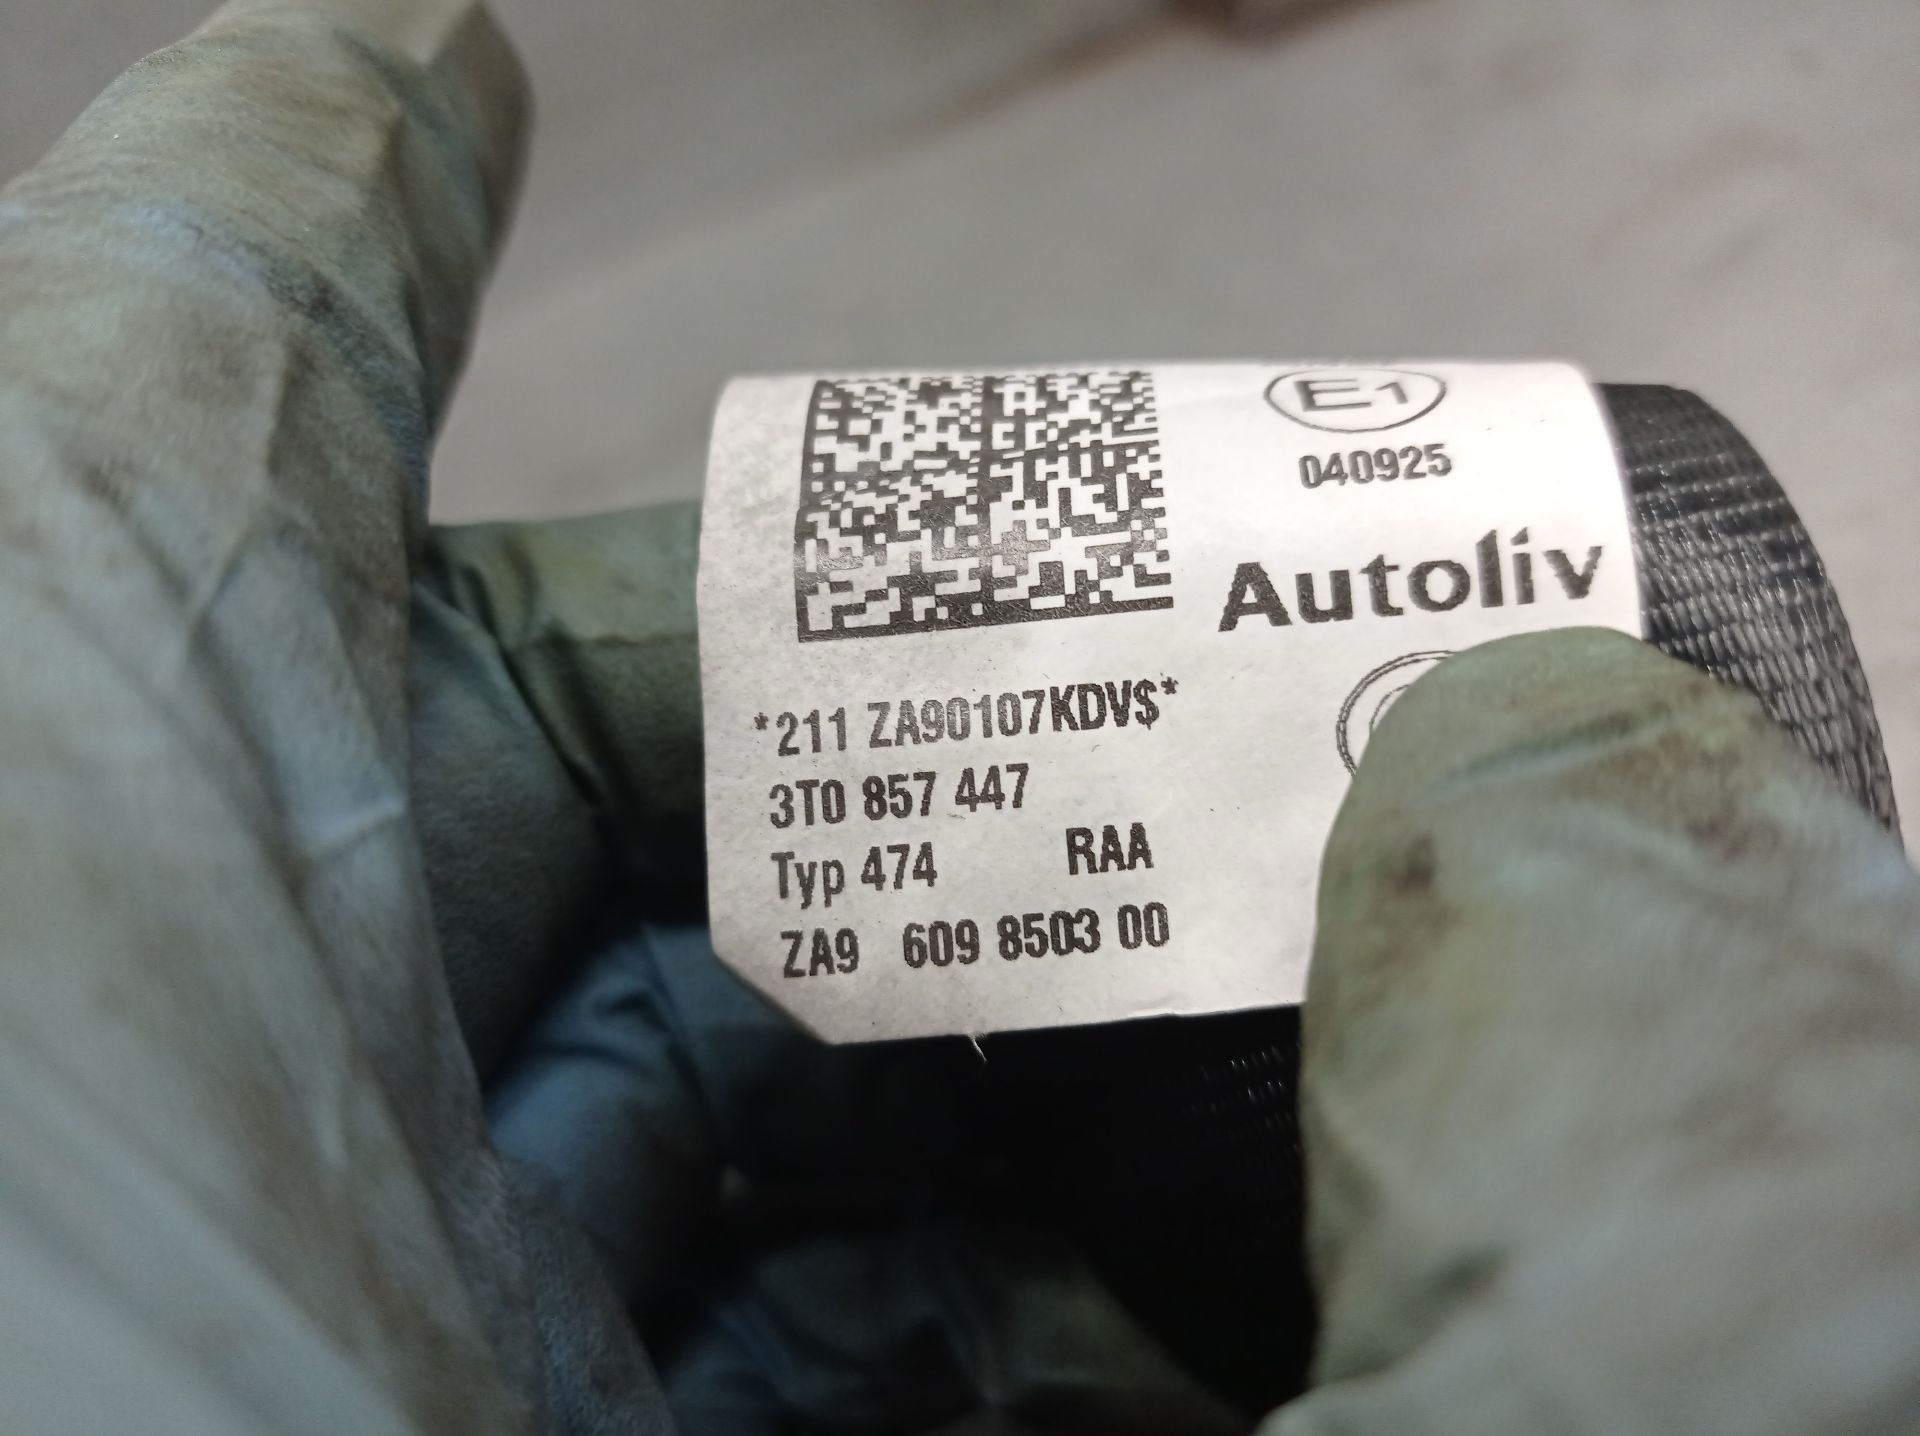 E1
040925
Autoliv
*211 ZA90107KDV$*
3T0 857 447
Typ 474 RAA
ZA9 609 8503 00